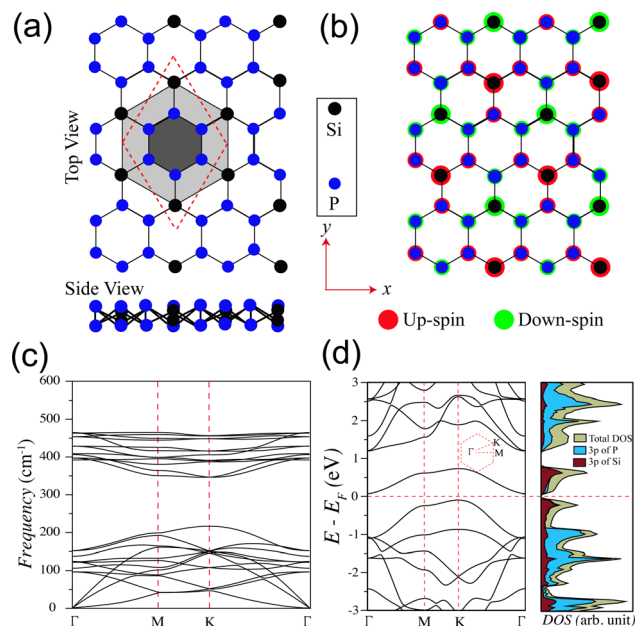 (a)
(b)
Top View
Si
P
y
x
Side View
Up-spin
Down-spin
(c)
(d)
600
500
400
300
200
100
0
Frequency (cm-1)
Γ
M
K
Γ
3
2
1
0
-1
-2
-3
E - EF (eV)
K
Γ
M
Γ
M
K
Γ
Total DOS
3p of P
3p of Si
DOS (arb. unit)